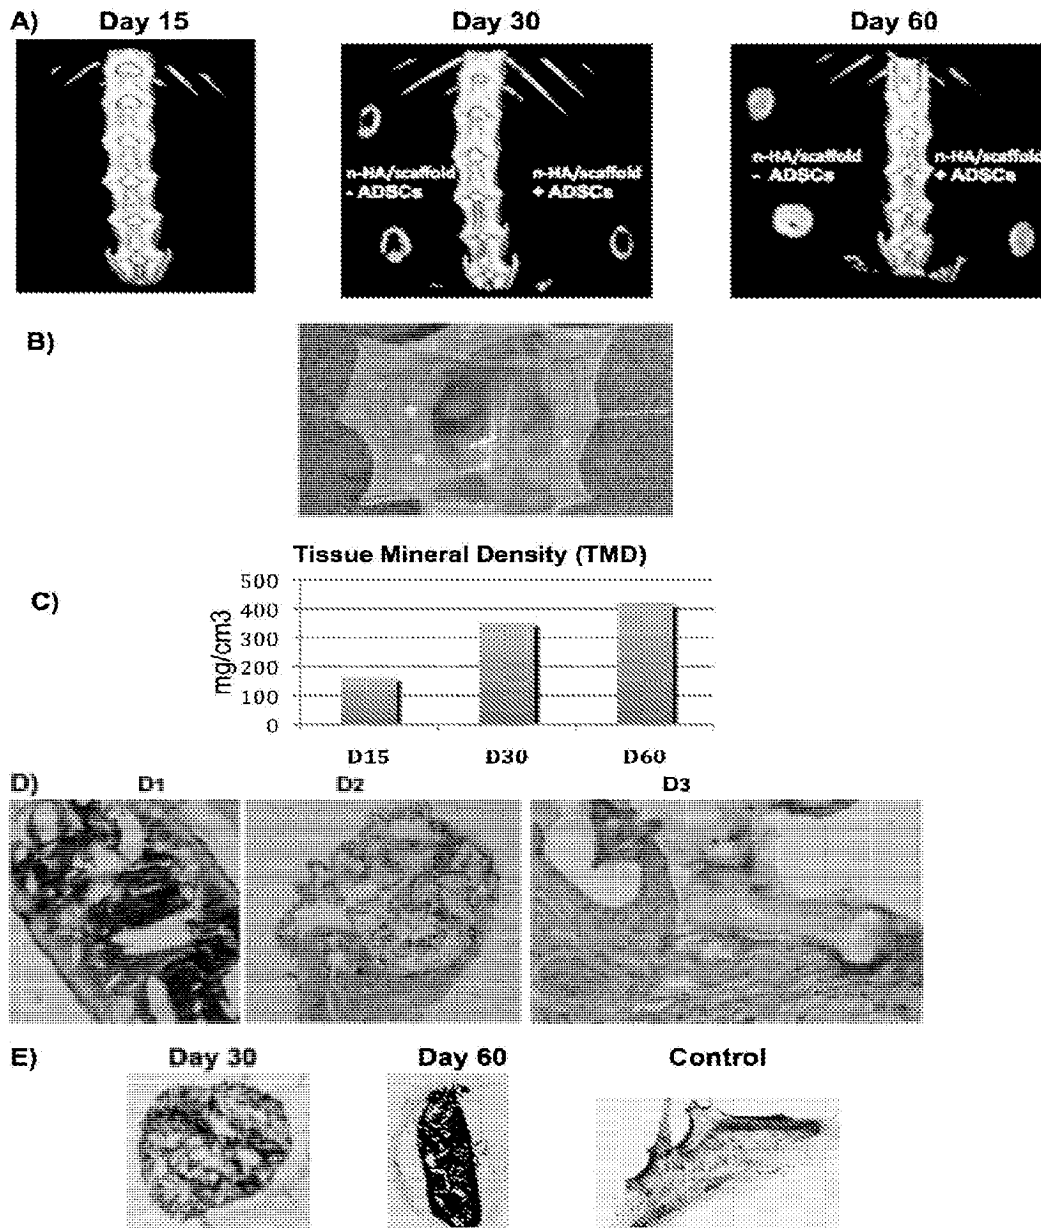 A)
Day 15
Day 30
Day 60
n-HA/scaffold
- ADSCs
n-HA/scaffold
+ ADSCs
n-HA/scaffold
- ADSCs
n-HA/scaffold
+ ADSCs
B)
C)
Tissue Mineral Density (TMD)
mg/cm3
500
400
300
200
100
0
D15
D30
D60
D)
D1
D2
D3
E)
Day 30
Day 60
Control